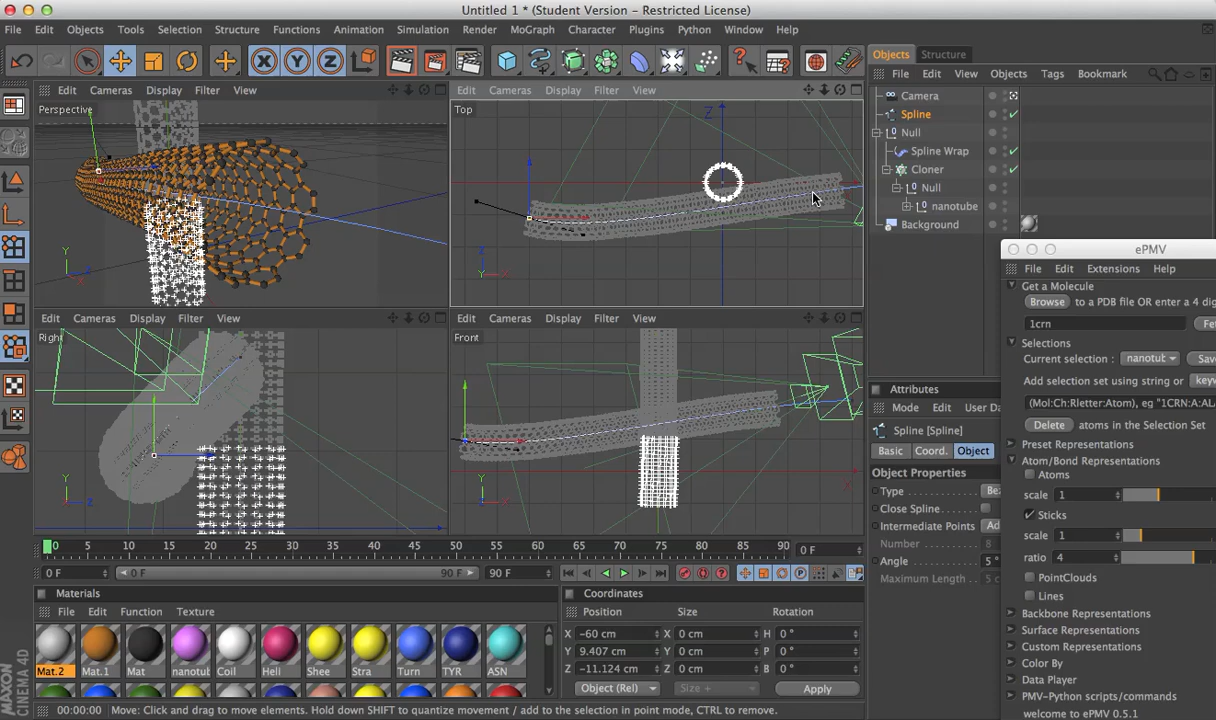 Untitled 1 * (Student Version - Restricted License)
File Edit Objects Tools Selection Structure Functions Animation Simulation Render MoGraph Character Plugins Python Window Help
X Y Z
Objects Structure
File Edit View Objects Tags Bookmark
Camera
Spline
Null
Spline Wrap
Cloner
Null
nanotube
Background
Edit Cameras Display Filter View
Perspective
Y
Z
Edit Cameras Display Filter View
Top
Z
Z
X
Edit Cameras Display Filter View
Right
Y
Z
Edit Cameras Display Filter View
Front
Y
X
X
ePMV
File Edit Extensions Help
Get a Molecule
Browse to a PDB file OR enter a 4 digi
1crn
Selections
Current selection : nanotul
Add selection set using string or
(Mol:Ch:Rletter:Atom), eg "1CRN:A:AL
Delete atoms in the Selection Set
Preset Representations
Atom/Bond Representations
Atoms
scale 1
Sticks
scale 1
ratio 4
PointClouds
Lines
Backbone Representations
Surface Representations
Custom Representations
Color By
Data Player
PMV-Python scripts/commands
welcome to ePMV 0.5.1
Attributes
Mode Edit User Da
Spline [Spline]
Basic Coord. Object
Object Properties
Type
Close Spline
Intermediate Points
Number 8
Angle 5 °
Maximum Length 5 c
0 5 10 15 20 25 30 35 40 45 50 55 60 65 70 75 80 85 90 0 F
0 F 0 F 90 F 90 F
Materials
File Edit Function Texture
Mat.2 Mat.1 Mat nanotub Coil Heli Shee Stra Turn TYR ASN
Coordinates
Position Size Rotation
X -60 cm X 0 cm H 0 °
Y 9.407 cm Y 0 cm P 0 °
Z -11.124 cm Z 0 cm B 0 °
Object (Rel) Size + Apply
MAXON
CINEMA 4D
00:00:00 Move: Click and drag to move elements. Hold down SHIFT to quantize movement / add to the selection in point mode, CTRL to remove.